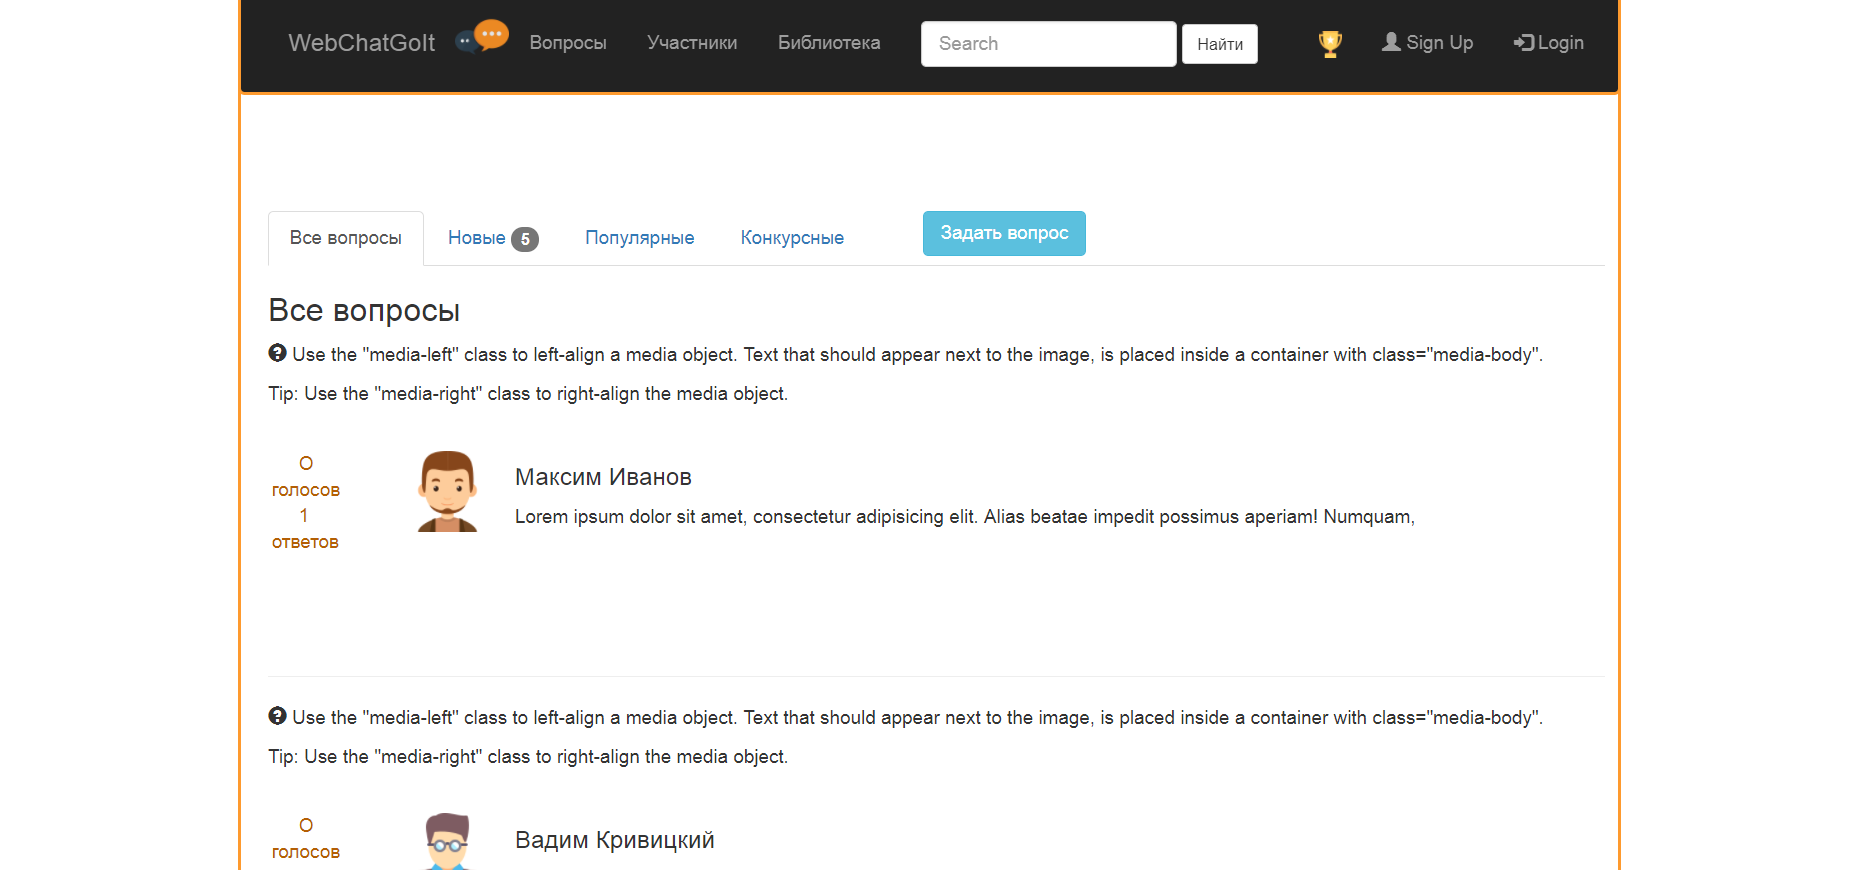 WebChatGoIt Вопросы Участники Библиотека Search Найти Sign Up Login
Все вопросы Новые 5 Популярные Конкурсные Задать вопрос
Все вопросы
Use the "media-left" class to left-align a media object. Text that should appear next to the image, is placed inside a container with class="media-body".
Tip: Use the "media-right" class to right-align the media object.
О
голосов
1
ответов
Максим Иванов
Lorem ipsum dolor sit amet, consectetur adipisicing elit. Alias beatae impedit possimus aperiam! Numquam,
Use the "media-left" class to left-align a media object. Text that should appear next to the image, is placed inside a container with class="media-body".
Tip: Use the "media-right" class to right-align the media object.
О
голосов
Вадим Кривицкий